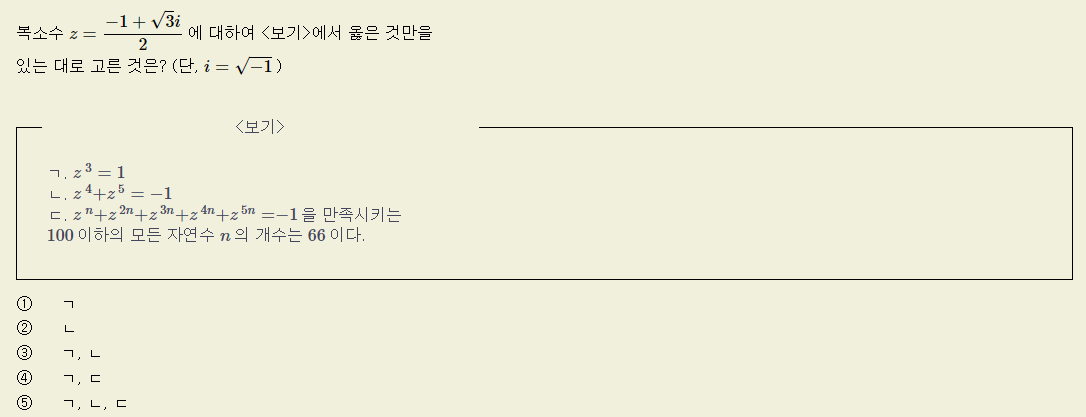 복소수 z = \frac{-1+\sqrt{3}i}{2} 에 대하여 <보기>에서 옳은 것만을
있는 대로 고른 것은? (단, i = \sqrt{-1} )
<보기>
ㄱ. z^3 = 1
ㄴ. z^4 + z^5 = -1
ㄷ. z^n + z^{2n} + z^{3n} + z^{4n} + z^{5n} = -1 을 만족시키는
100 이하의 모든 자연수 n 의 개수는 66 이다.
① ㄱ
② ㄴ
③ ㄱ, ㄴ
④ ㄱ, ㄷ
⑤ ㄱ, ㄴ, ㄷ